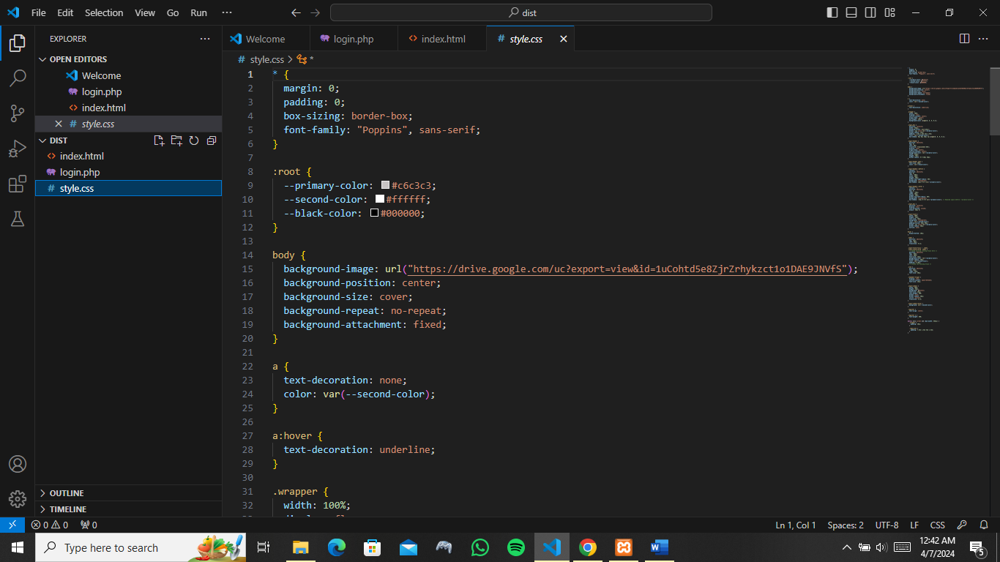 File Edit Selection View Go Run ··· dist
EXPLORER ···
OPEN EDITORS
Welcome
login.php
index.html
style.css
DIST
index.html
login.php
style.css
OUTLINE
TIMELINE
Welcome login.php index.html style.css
style.css > *
1 * {
2 margin: 0;
3 padding: 0;
4 box-sizing: border-box;
5 font-family: "Poppins", sans-serif;
6 }
7
8 :root {
9 --primary-color: #c6c3c3;
10 --second-color: #ffffff;
11 --black-color: #000000;
12 }
13
14 body {
15 background-image: url("https://drive.google.com/uc?export=view&id=1uCohtd5e8ZjrZrhykzct1o1DAE9JNVfS");
16 background-position: center;
17 background-size: cover;
18 background-repeat: no-repeat;
19 background-attachment: fixed;
20 }
21
22 a {
23 text-decoration: none;
24 color: var(--second-color);
25 }
26
27 a:hover {
28 text-decoration: underline;
29 }
30
31 .wrapper {
32 width: 100%;
0 0 0 Ln 1, Col 1 Spaces: 2 UTF-8 LF CSS
Type here to search
12:42 AM
4/7/2024
5